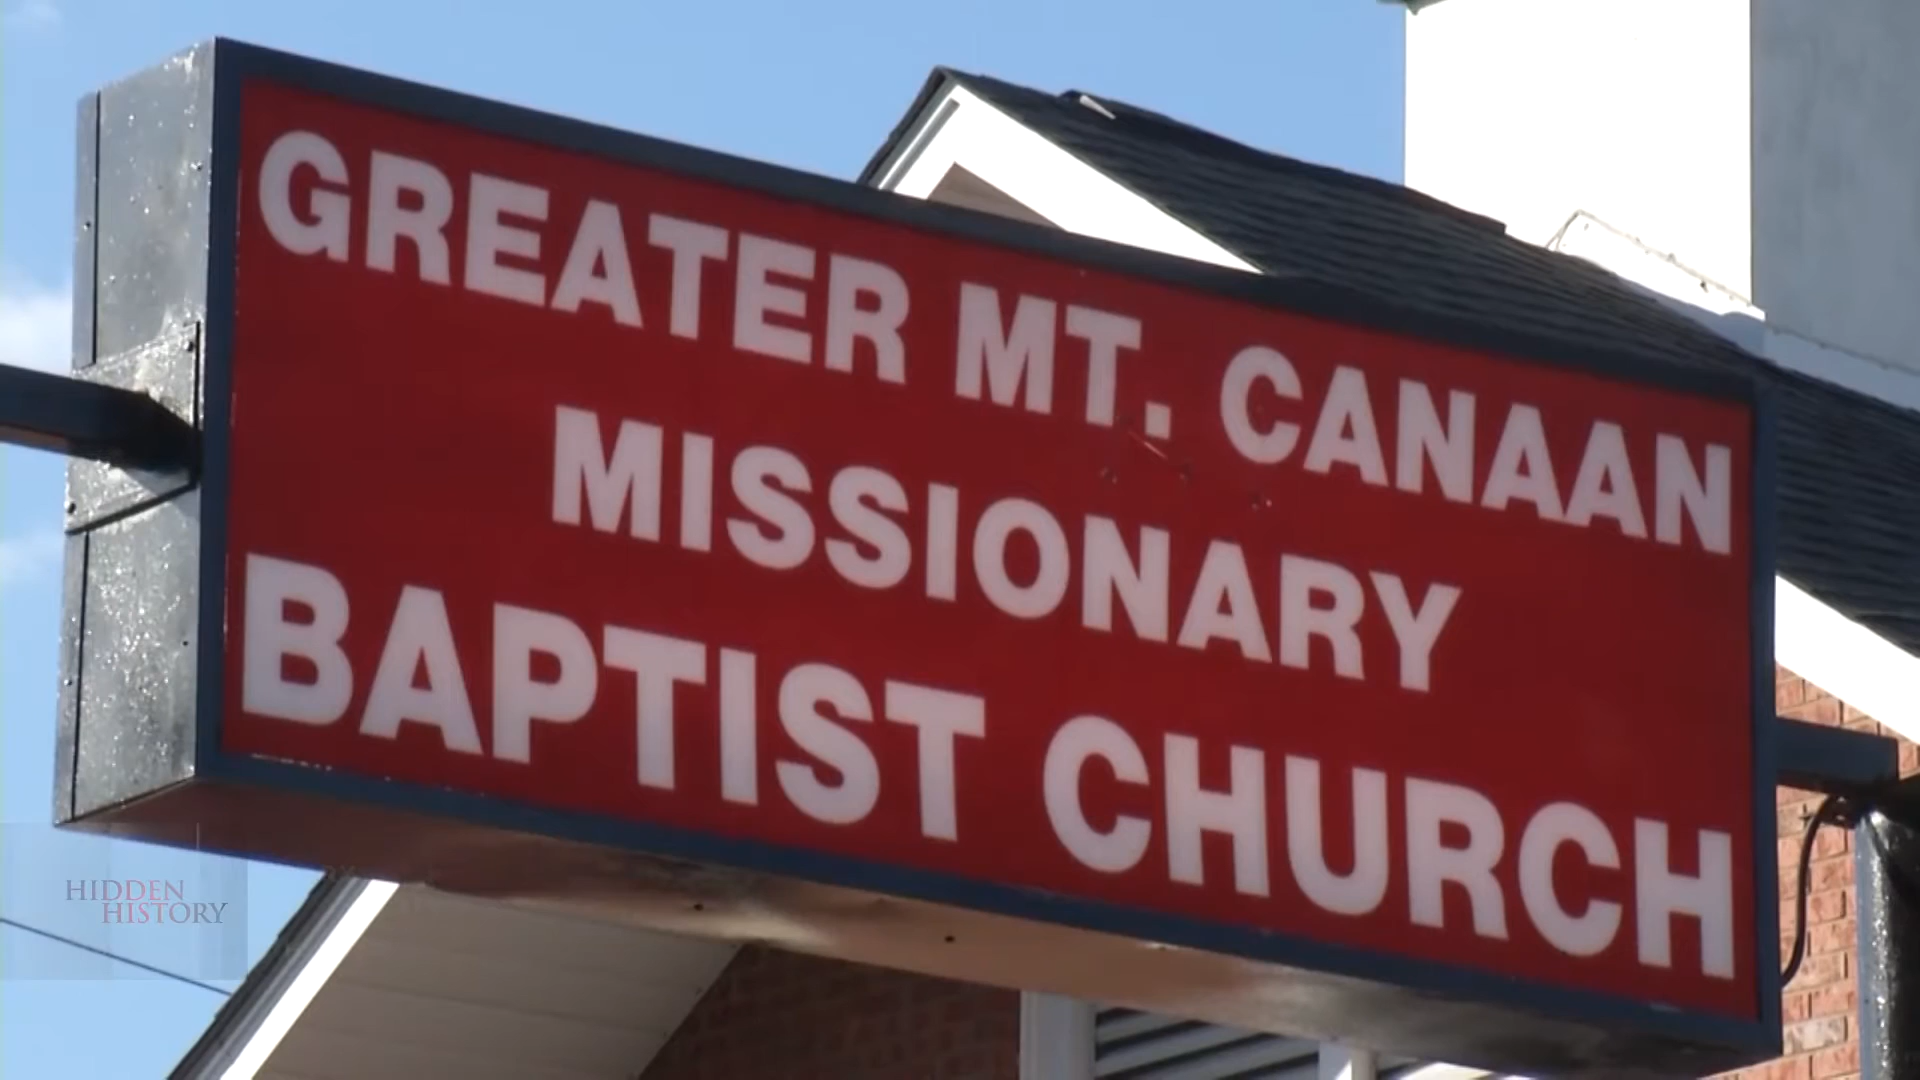 GREATER MT. CANAAN
MISSIONARY
BAPTIST CHURCH
HIDDEN
HISTORY